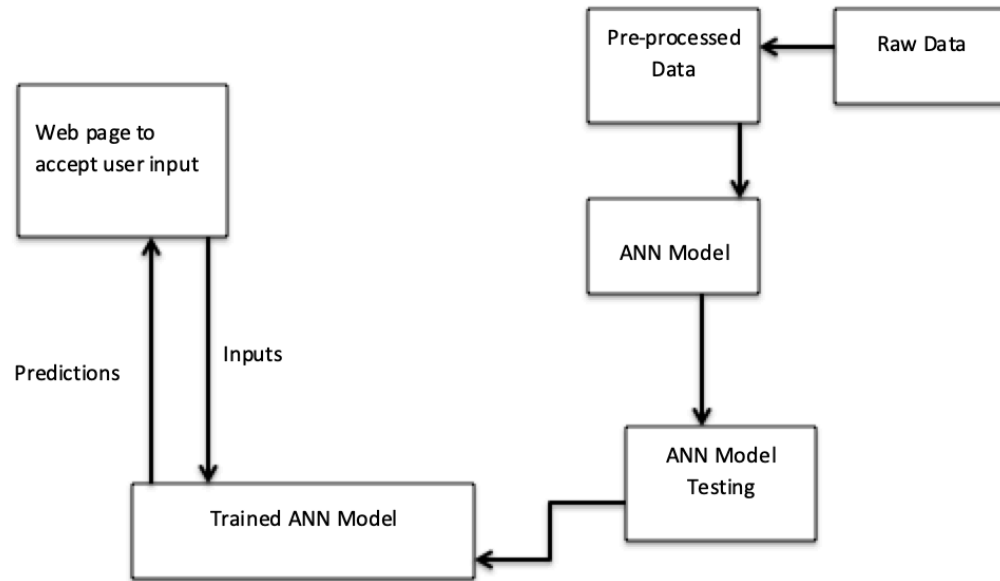 Pre-processed
Data
Raw Data
Web page to
accept user input
ANN Model
Inputs
Predictions
ANN Model
Testing
Trained ANN Model